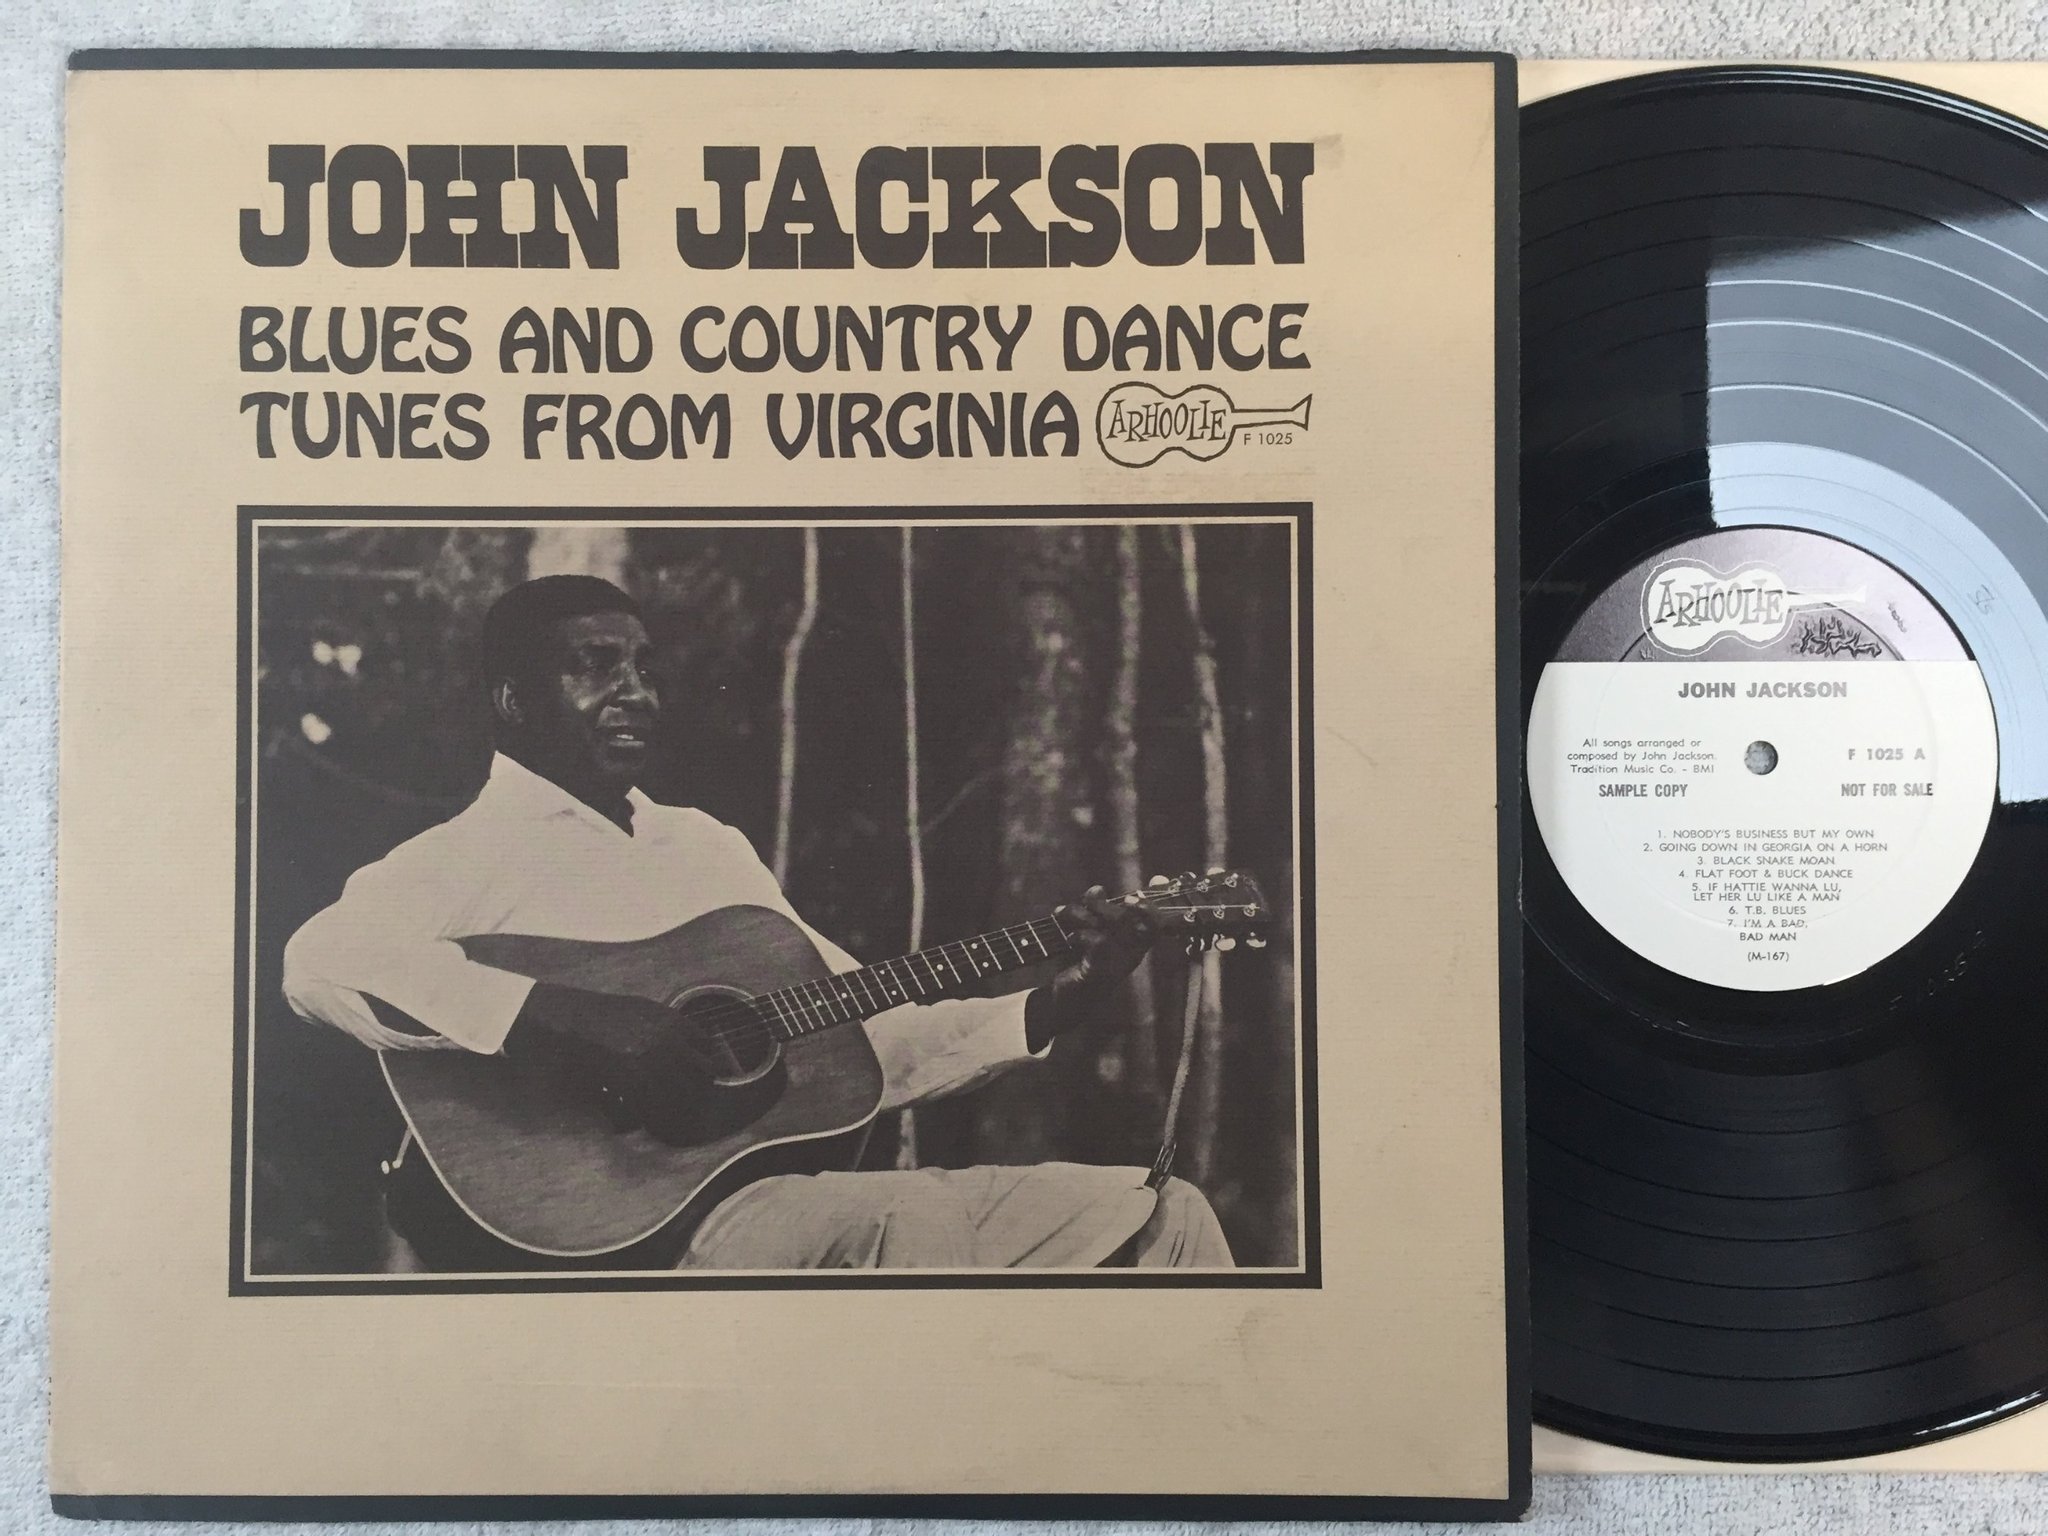 JOHN JACKSON
BLUES AND COUNTRY DANCE
TUNES FROM VIRGINIA
ARHOOLIE
F 1025
ARHOOLIE
JOHN JACKSON
All songs arranged or
composed by John Jackson.
Tradition Music Co. - BMI
F 1025 A
SAMPLE COPY
NOT FOR SALE
1. NOBODY'S BUSINESS BUT MY OWN
2. GOING DOWN IN GEORGIA ON A HORN
3. BLACK SNAKE MOAN
4. FLAT FOOT & BUCK DANCE
5. IF HATTIE WANNA LU,
LET HER LU LIKE A MAN
6. T.B. BLUES
7. I'M A BAD,
BAD MAN
(M-167)